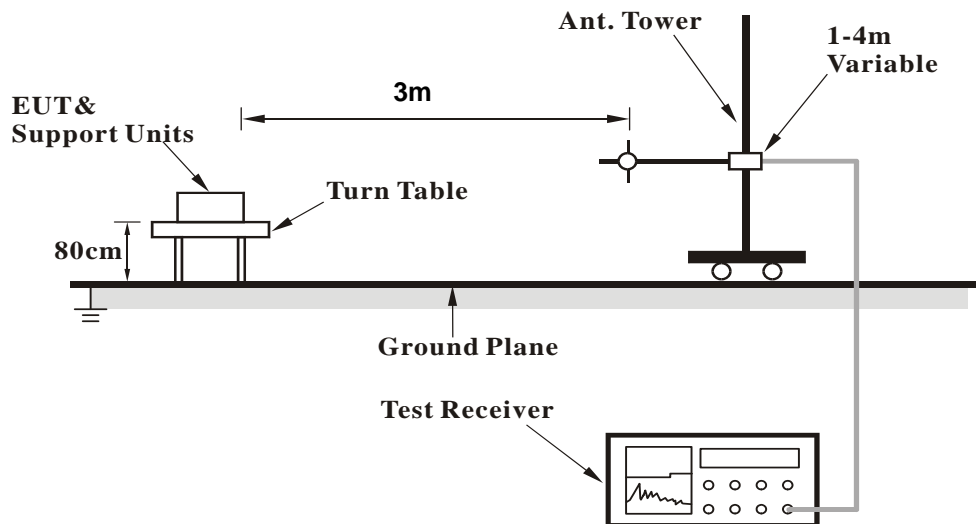 Ant. Tower
1-4m
Variable
3m
EUT&
Support Units
Turn Table
80cm
Ground Plane
Test Receiver